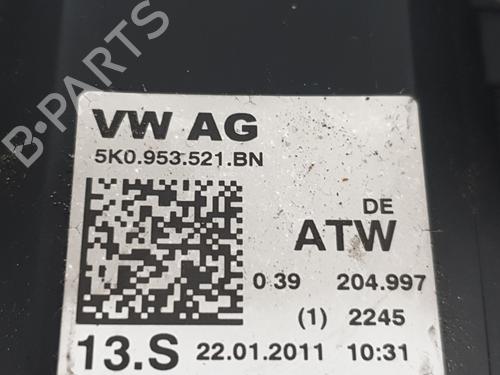 B-PARTS
VW AG
5K0.953.521.BN
DE
ATW
0 39 204.997
(1) 2245
13.S 22.01.2011 10:31